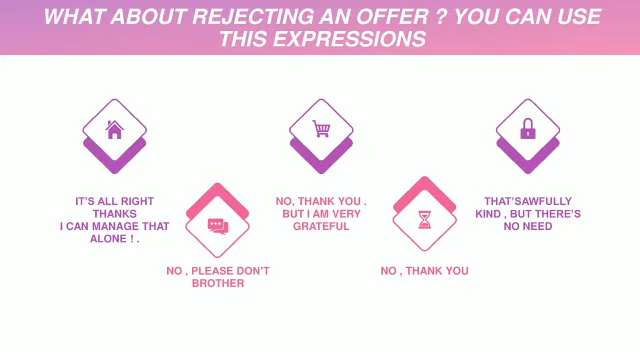 WHAT ABOUT REJECTING AN OFFER ? YOU CAN USE
THIS EXPRESSIONS
IT'S ALL RIGHT
THANKS
I CAN MANAGE THAT
ALONE ! .
NO , PLEASE DON'T
BROTHER
NO, THANK YOU .
BUT I AM VERY
GRATEFUL
NO , THANK YOU
THAT'SAWFULLY
KIND , BUT THERE'S
NO NEED